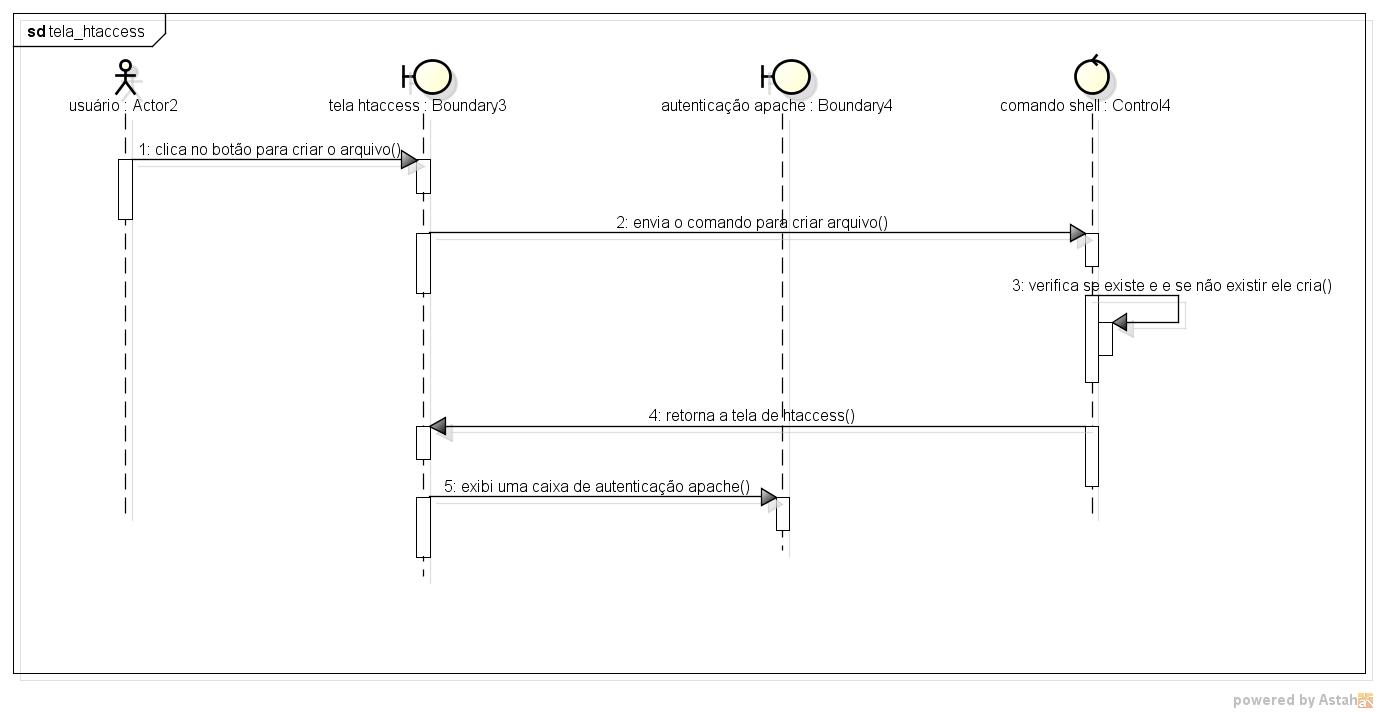 sd tela_htaccess
usuário : Actor2
tela htaccess : Boundary3
autenticação apache : Boundary4
comando shell : Control4
1: clica no botão para criar o arquivo()
2: envia o comando para criar arquivo()
3: verifica se existe e e se não existir ele cria()
4: retorna a tela de htaccess()
5: exibi uma caixa de autenticação apache()
powered by Astah